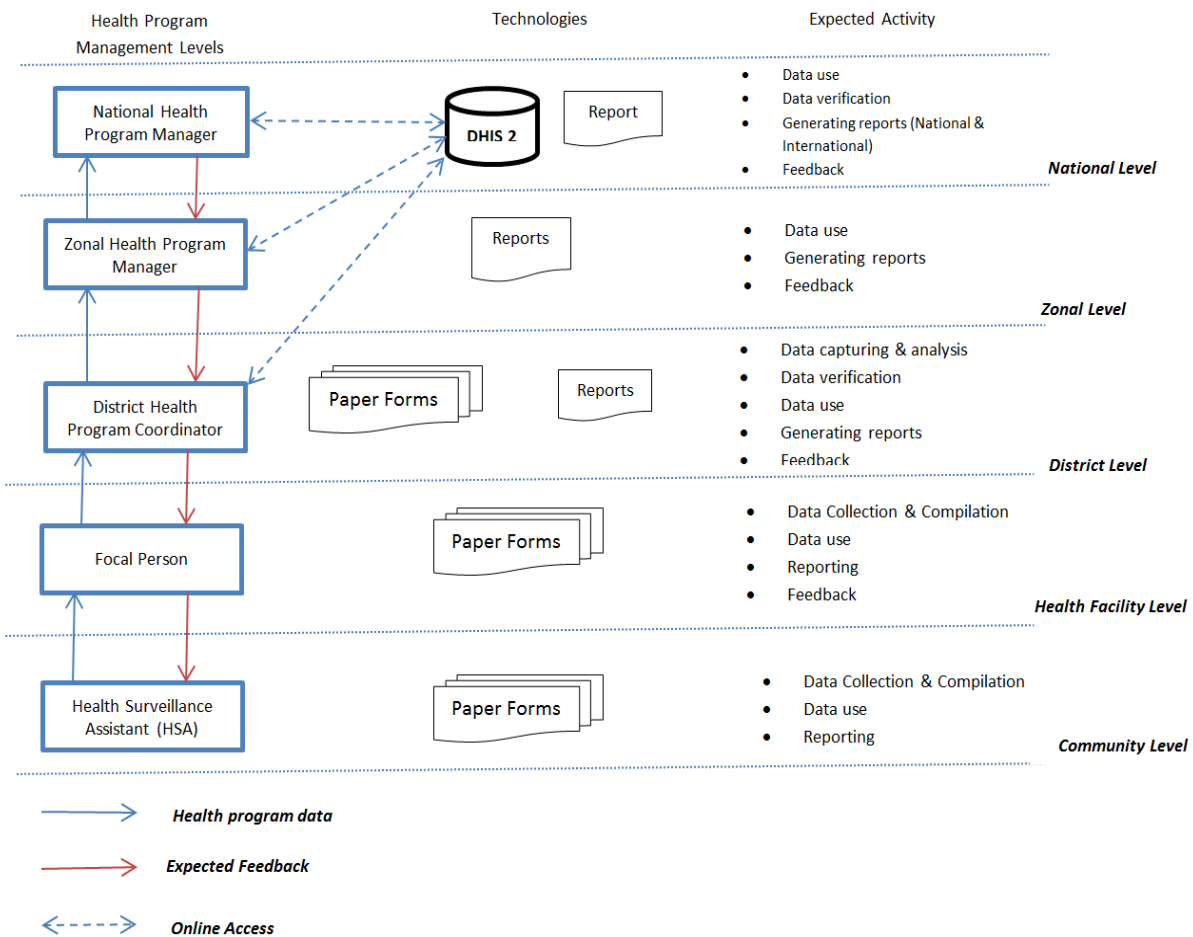 Health Program
Management Levels
Technologies
Expected Activity
National Health
Program Manager
DHIS 2
Report
• Data use
• Data verification
• Generating reports (National &
International)
• Feedback
National Level
Zonal Health Program
Manager
Reports
• Data use
• Generating reports
• Feedback
Zonal Level
District Health
Program Coordinator
Paper Forms
Reports
• Data capturing & analysis
• Data verification
• Data use
• Generating reports
• Feedback
District Level
Focal Person
Paper Forms
• Data Collection & Compilation
• Data use
• Reporting
• Feedback
Health Facility Level
Health Surveillance
Assistant (HSA)
Paper Forms
• Data Collection & Compilation
• Data use
• Reporting
Community Level
Health program data
Expected Feedback
Online Access